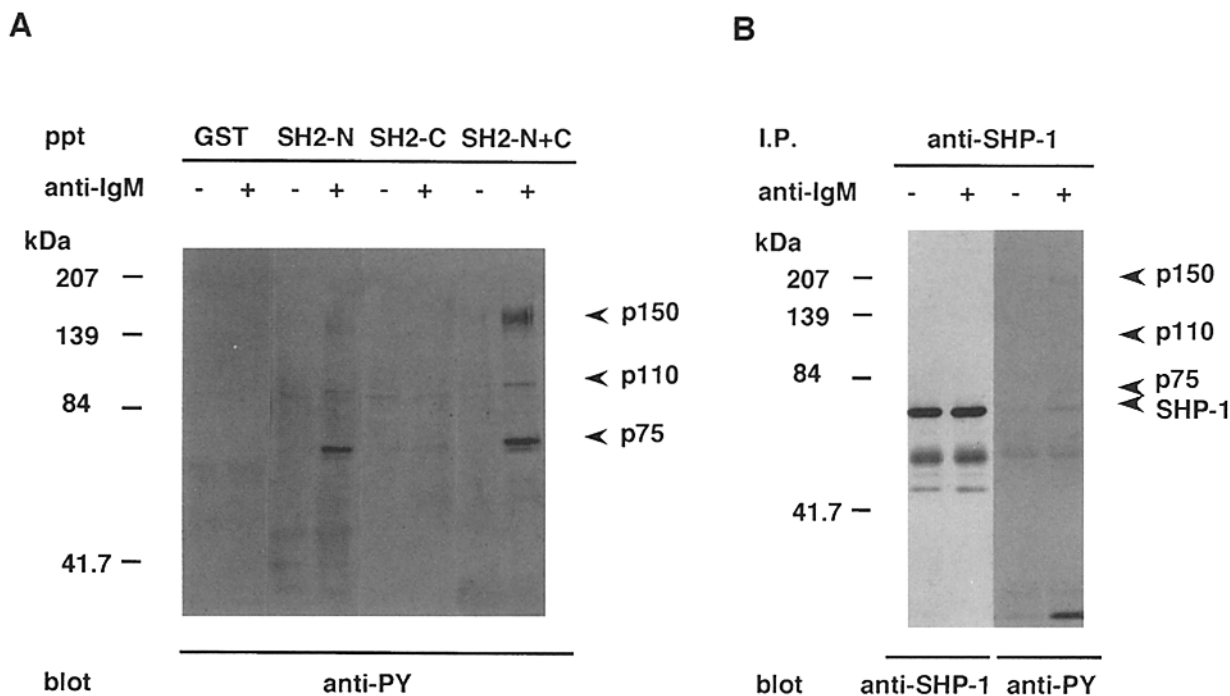 A
ppt GST SH2-N SH2-C SH2-N+C
anti-IgM - + - + - + - +
kDa
207
139
84
41.7
p150
p110
p75
blot anti-PY
B
I.P. anti-SHP-1
anti-IgM - + - +
kDa
207
139
84
41.7
p150
p110
p75
SHP-1
blot anti-SHP-1 anti-PY